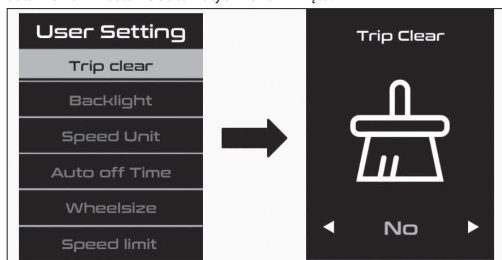 User Setting
Trip clear
Backlight
Speed Unit
Auto off Time
Wheelsize
Speed limit
Trip Clear
No